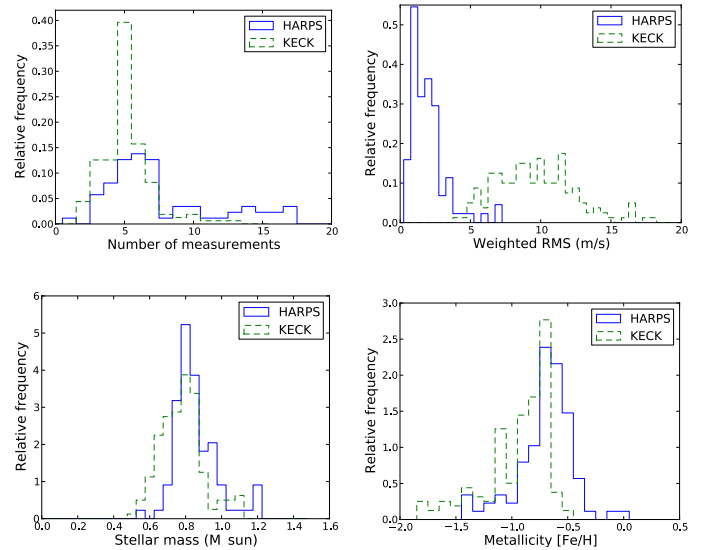 HARPS
KECK
Relative frequency
0.40
0.35
0.30
0.25
0.20
0.15
0.10
0.05
0.00
0 5 10 15 20
Number of measurements
HARPS
KECK
Relative frequency
0.5
0.4
0.3
0.2
0.1
0.0
0 5 10 15 20
Weighted RMS (m/s)
HARPS
KECK
Relative frequency
6
5
4
3
2
1
0
0.0 0.2 0.4 0.6 0.8 1.0 1.2 1.4 1.6
Stellar mass (M sun)
HARPS
KECK
Relative frequency
3.0
2.5
2.0
1.5
1.0
0.5
0.0
−2.0 −1.5 −1.0 −0.5 0.0 0.5
Metallicity [Fe/H]